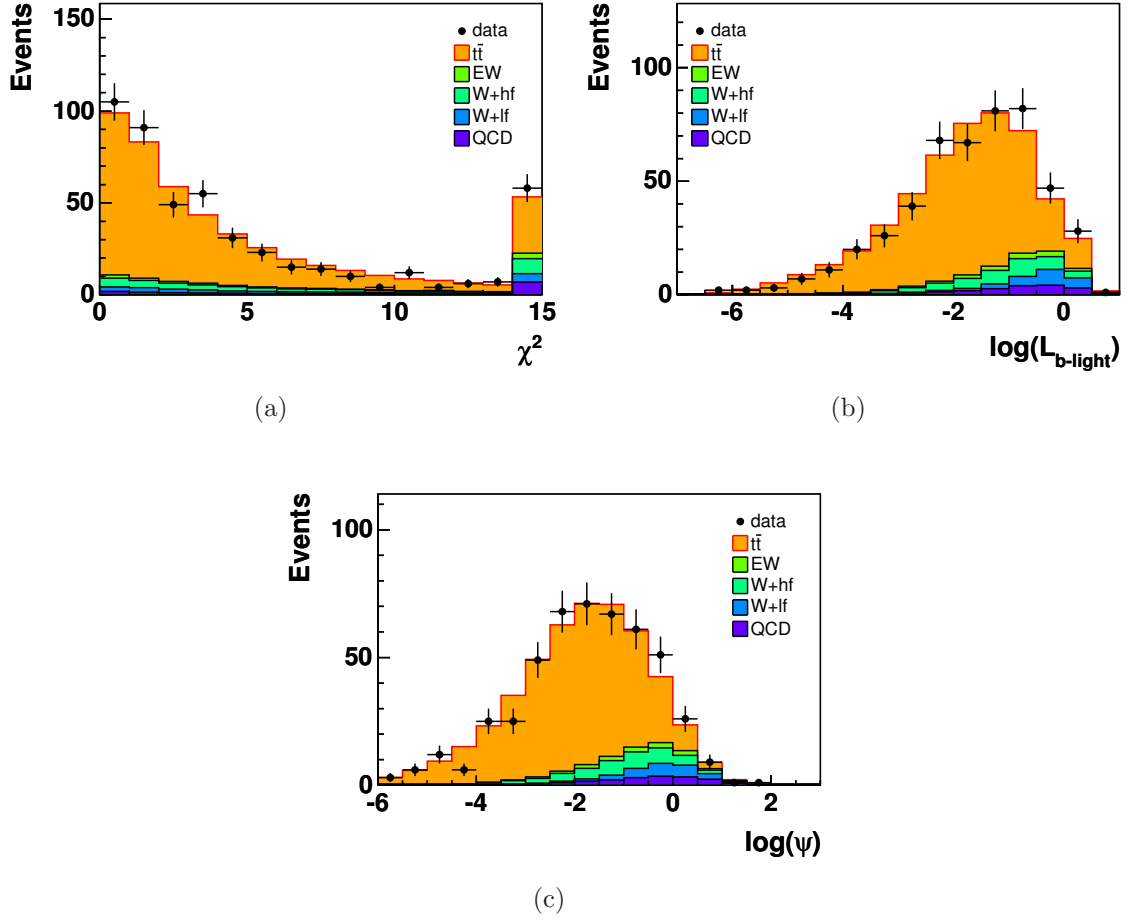 Events
150
100
50
0
0
5
10
15
χ²
data
tt̄
EW
W+hf
W+lf
QCD
(a)
Events
100
50
0
-6
-4
-2
0
log(L_b-light)
data
tt̄
EW
W+hf
W+lf
QCD
(b)
Events
100
50
0
-6
-4
-2
0
2
log(ψ)
data
tt̄
EW
W+hf
W+lf
QCD
(c)